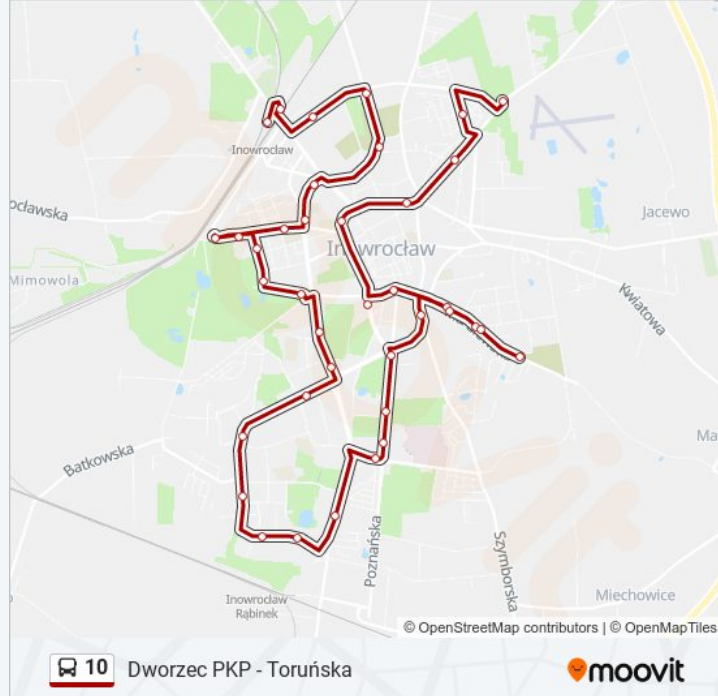 Inowrocław
ocławska
Jacewo
Inowrocław
Mimowola
Kwiatowa
Ma
Batkowska
Poznańska
Szymborska
Inowrocław
Rąbinek
Miechowice
© OpenStreetMap contributors | © OpenMapTiles
10 Dworzec PKP - Toruńska
moovit